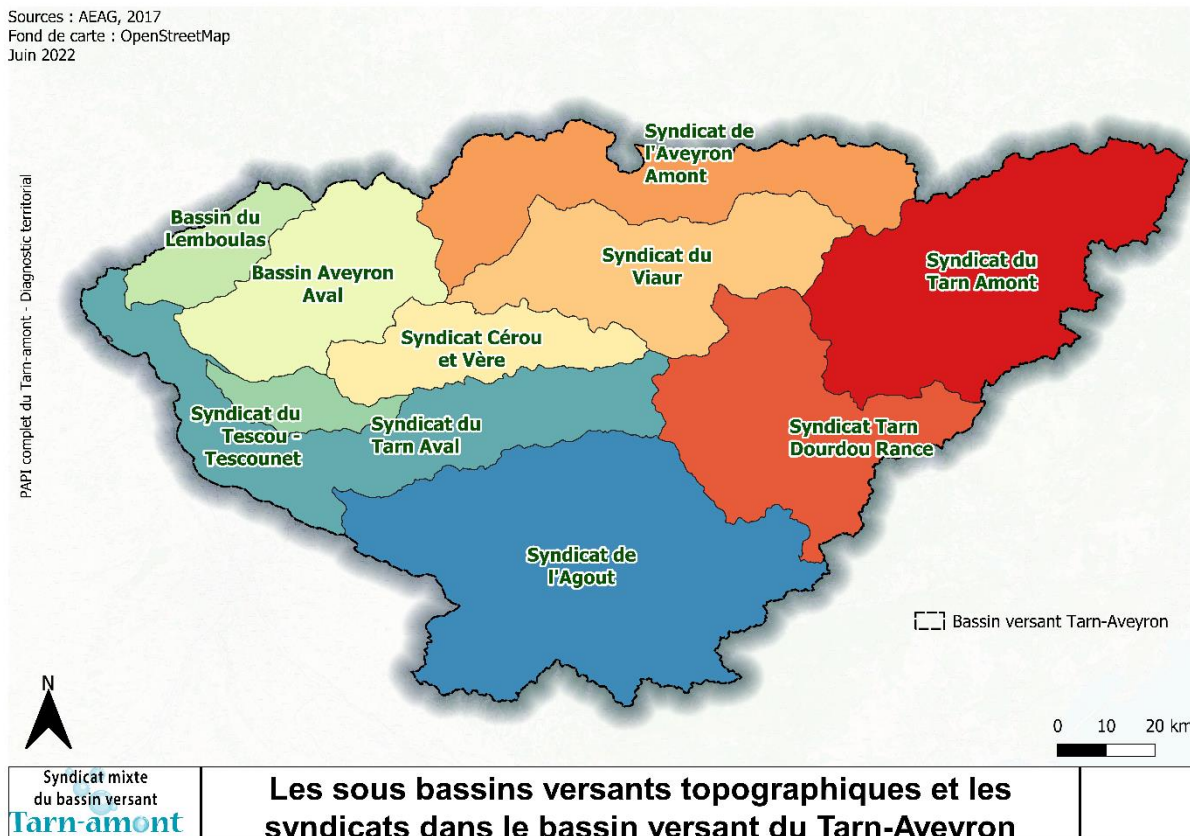 Sources : AEAG, 2017
Fond de carte : OpenStreetMap
Juin 2022
PAPI complet du Tarn-amont - Diagnostic territorial
Syndicat de
l'Aveyron
Amont
Bassin du
Lemboulas
Bassin Aveyron
Aval
Syndicat du
Viaur
Syndicat du
Tarn Amont
Syndicat Cérou
et Vère
Syndicat du
Tescou -
Tescounet
Syndicat du
Tarn Aval
Syndicat Tarn
Dourdou Rance
Syndicat de
l'Agout
Bassin versant Tarn-Aveyron
N
0 10 20 km
Syndicat mixte
du bassin versant
Tarn-amont
Les sous bassins versants topographiques et les
syndicats dans le bassin versant du Tarn-Aveyron